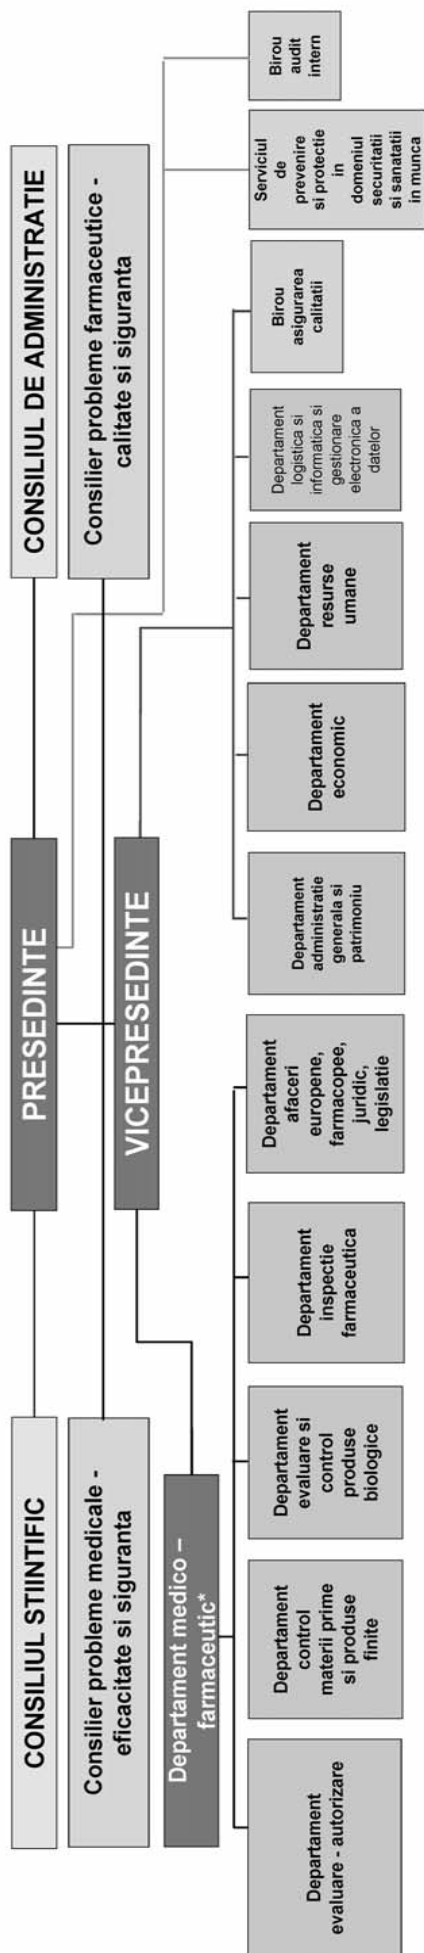 CONSILIUL STIINTIFIC
PRESEDINTE
CONSILIUL DE ADMINISTRATIE
Consilier probleme medicale -
eficacitate si siguranta
Consilier probleme farmaceutice -
calitate si siguranta
VICEPRESEDINTE
Departament medico –
farmaceutic*
Departament
evaluare - autorizare
Departament
control
materii prime
si produse
finite
Departament
evaluare si
control
produse
biologice
Departament
inspectie
farmaceutica
Departament
afaceri
europene,
farmacopee,
juridic,
legislatie
Departament
administratie
generala si
patrimoniu
Departament
economic
Departament
resurse
umane
Departament
logistica si
informatica si
gestionare
electronica a
datelor
Birou
asigurarea
calitatii
Serviciul
de
prevenire
si protectie
in
domeniul
securitatii
si sanatatii
in munca
Birou
audit
intern